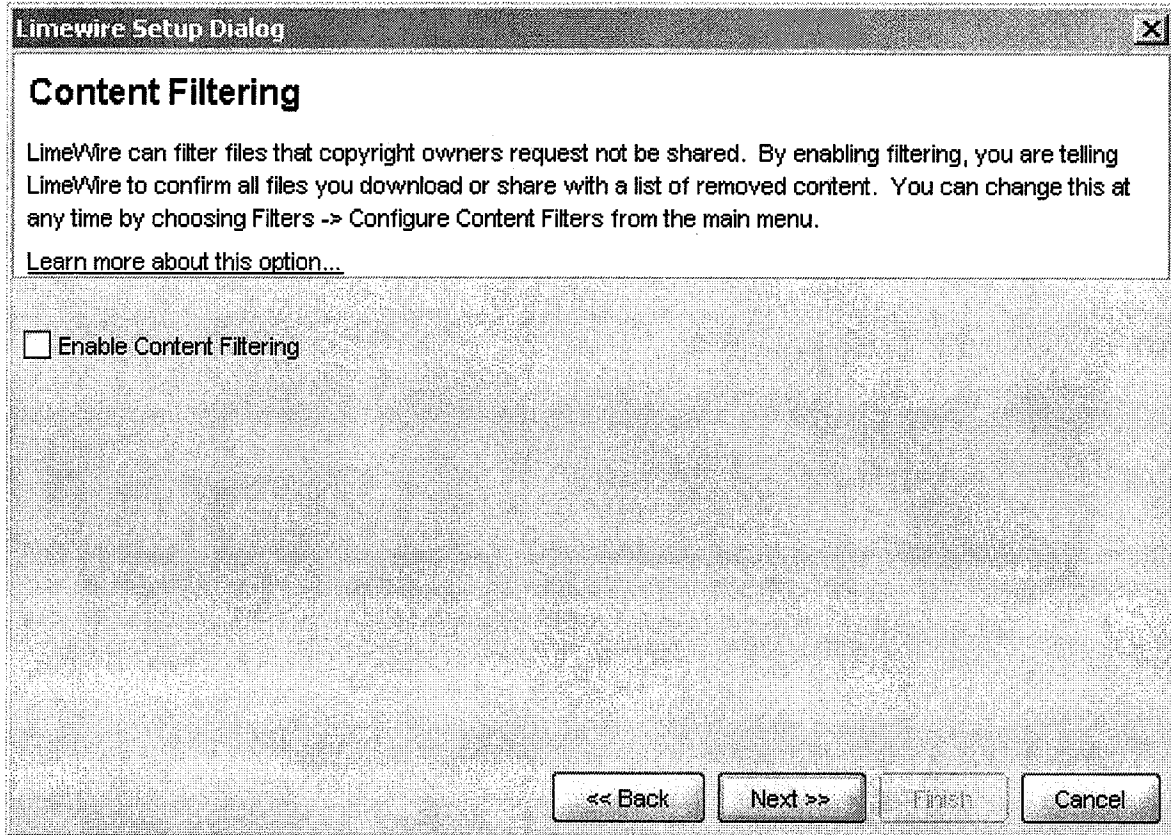 Limewire Setup Dialog
Content Filtering
LimeWire can filter files that copyright owners request not be shared.  By enabling filtering, you are telling
LimeWire to confirm all files you download or share with a list of removed content.  You can change this at
any time by choosing Filters -> Configure Content Filters from the main menu.
Learn more about this option...
Enable Content Filtering
<< Back
Next >>
Finish
Cancel